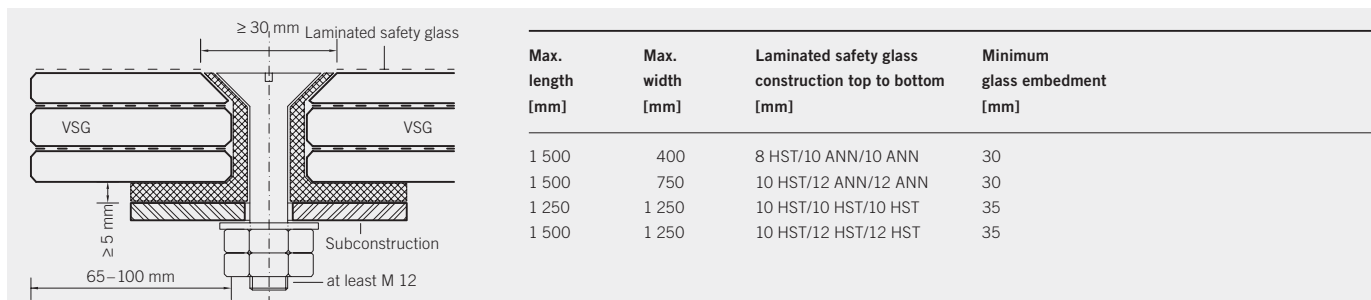 ≥ 30 mm
Laminated safety glass
VSG
VSG
≥ 5 mm
Subconstruction
65–100 mm
at least M 12
Max. length [mm] Max. width [mm] Laminated safety glass construction top to bottom [mm] Minimum glass embedment [mm]
1 500 400 8 HST/10 ANN/10 ANN 30
1 500 750 10 HST/12 ANN/12 ANN 30
1 250 1 250 10 HST/10 HST/10 HST 35
1 500 1 250 10 HST/12 HST/12 HST 35